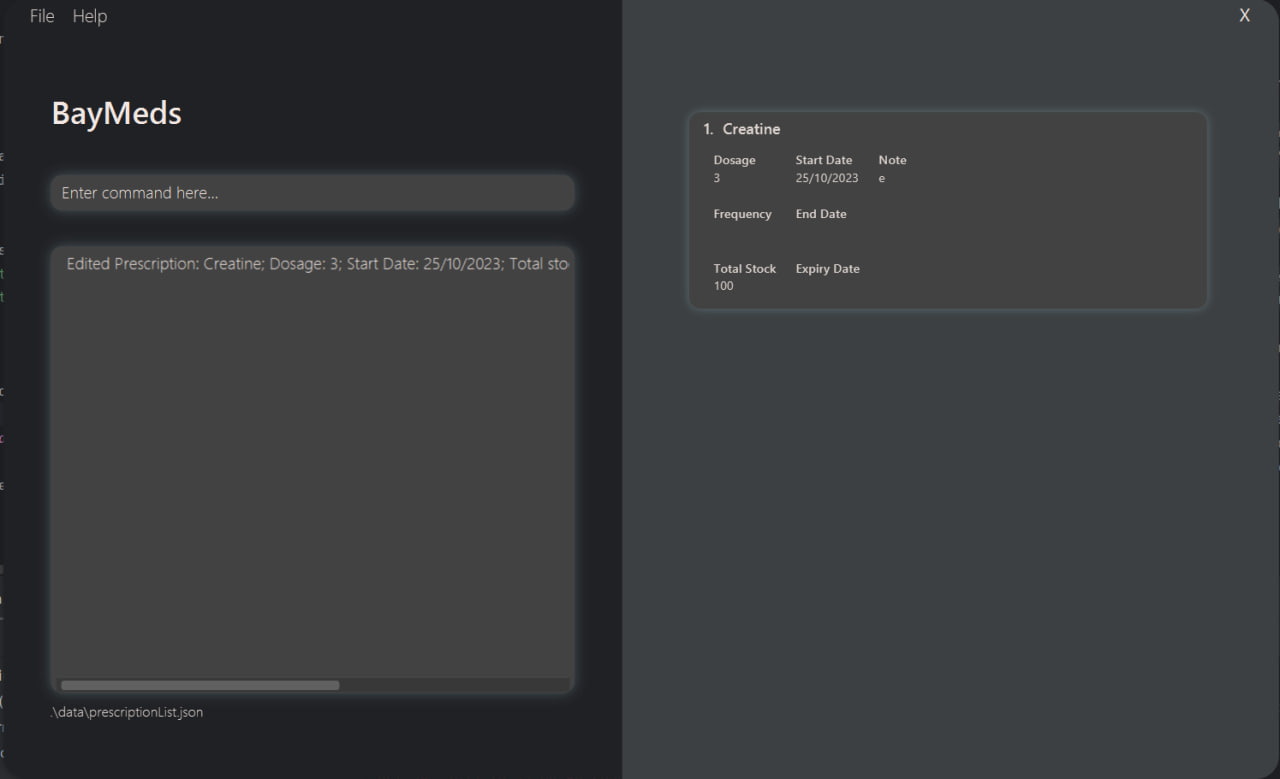 File Help
X
BayMeds
Enter command here...
Edited Prescription: Creatine; Dosage: 3; Start Date: 25/10/2023; Total sto
.\data\prescriptionList.json
1. Creatine
Dosage Start Date Note
3 25/10/2023 e
Frequency End Date
Total Stock Expiry Date
100